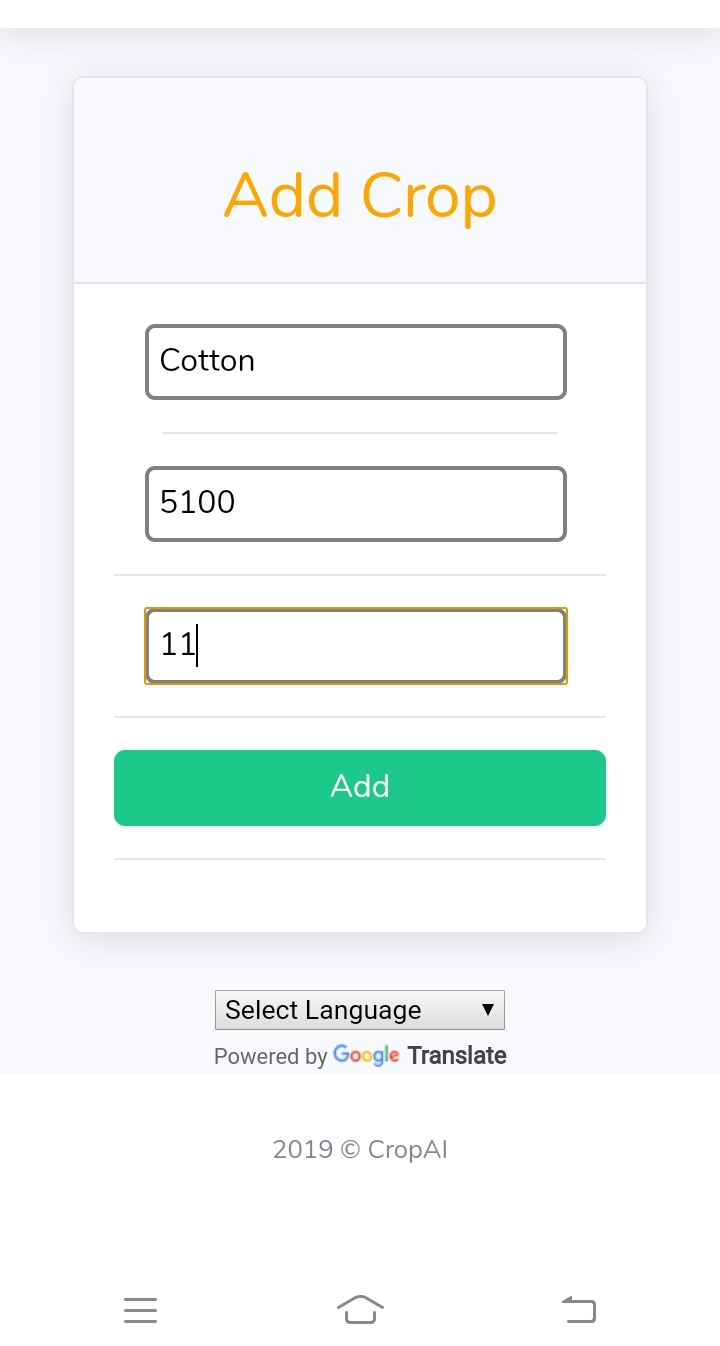 Add Crop
Cotton
5100
11
Add
Select Language ▼
Powered by Google Translate
2019 © CropAI